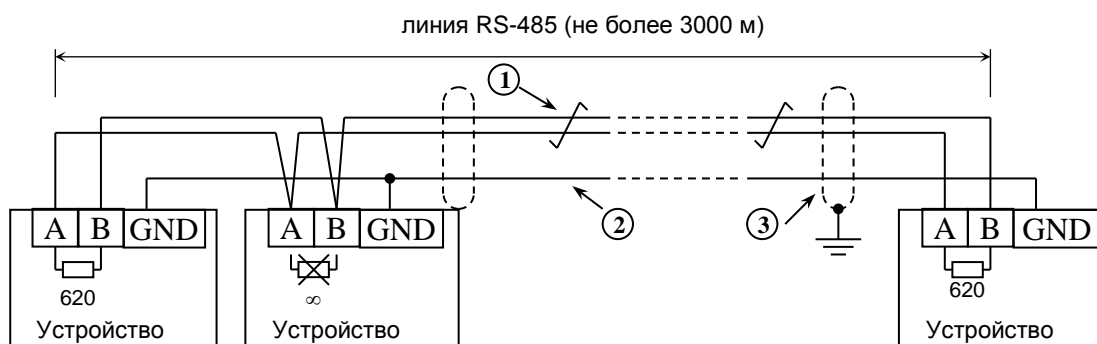 линия RS-485 (не более 3000 м)
1
2
3
A B GND
A B GND
A B GND
620
∞
620
Устройство
Устройство
Устройство